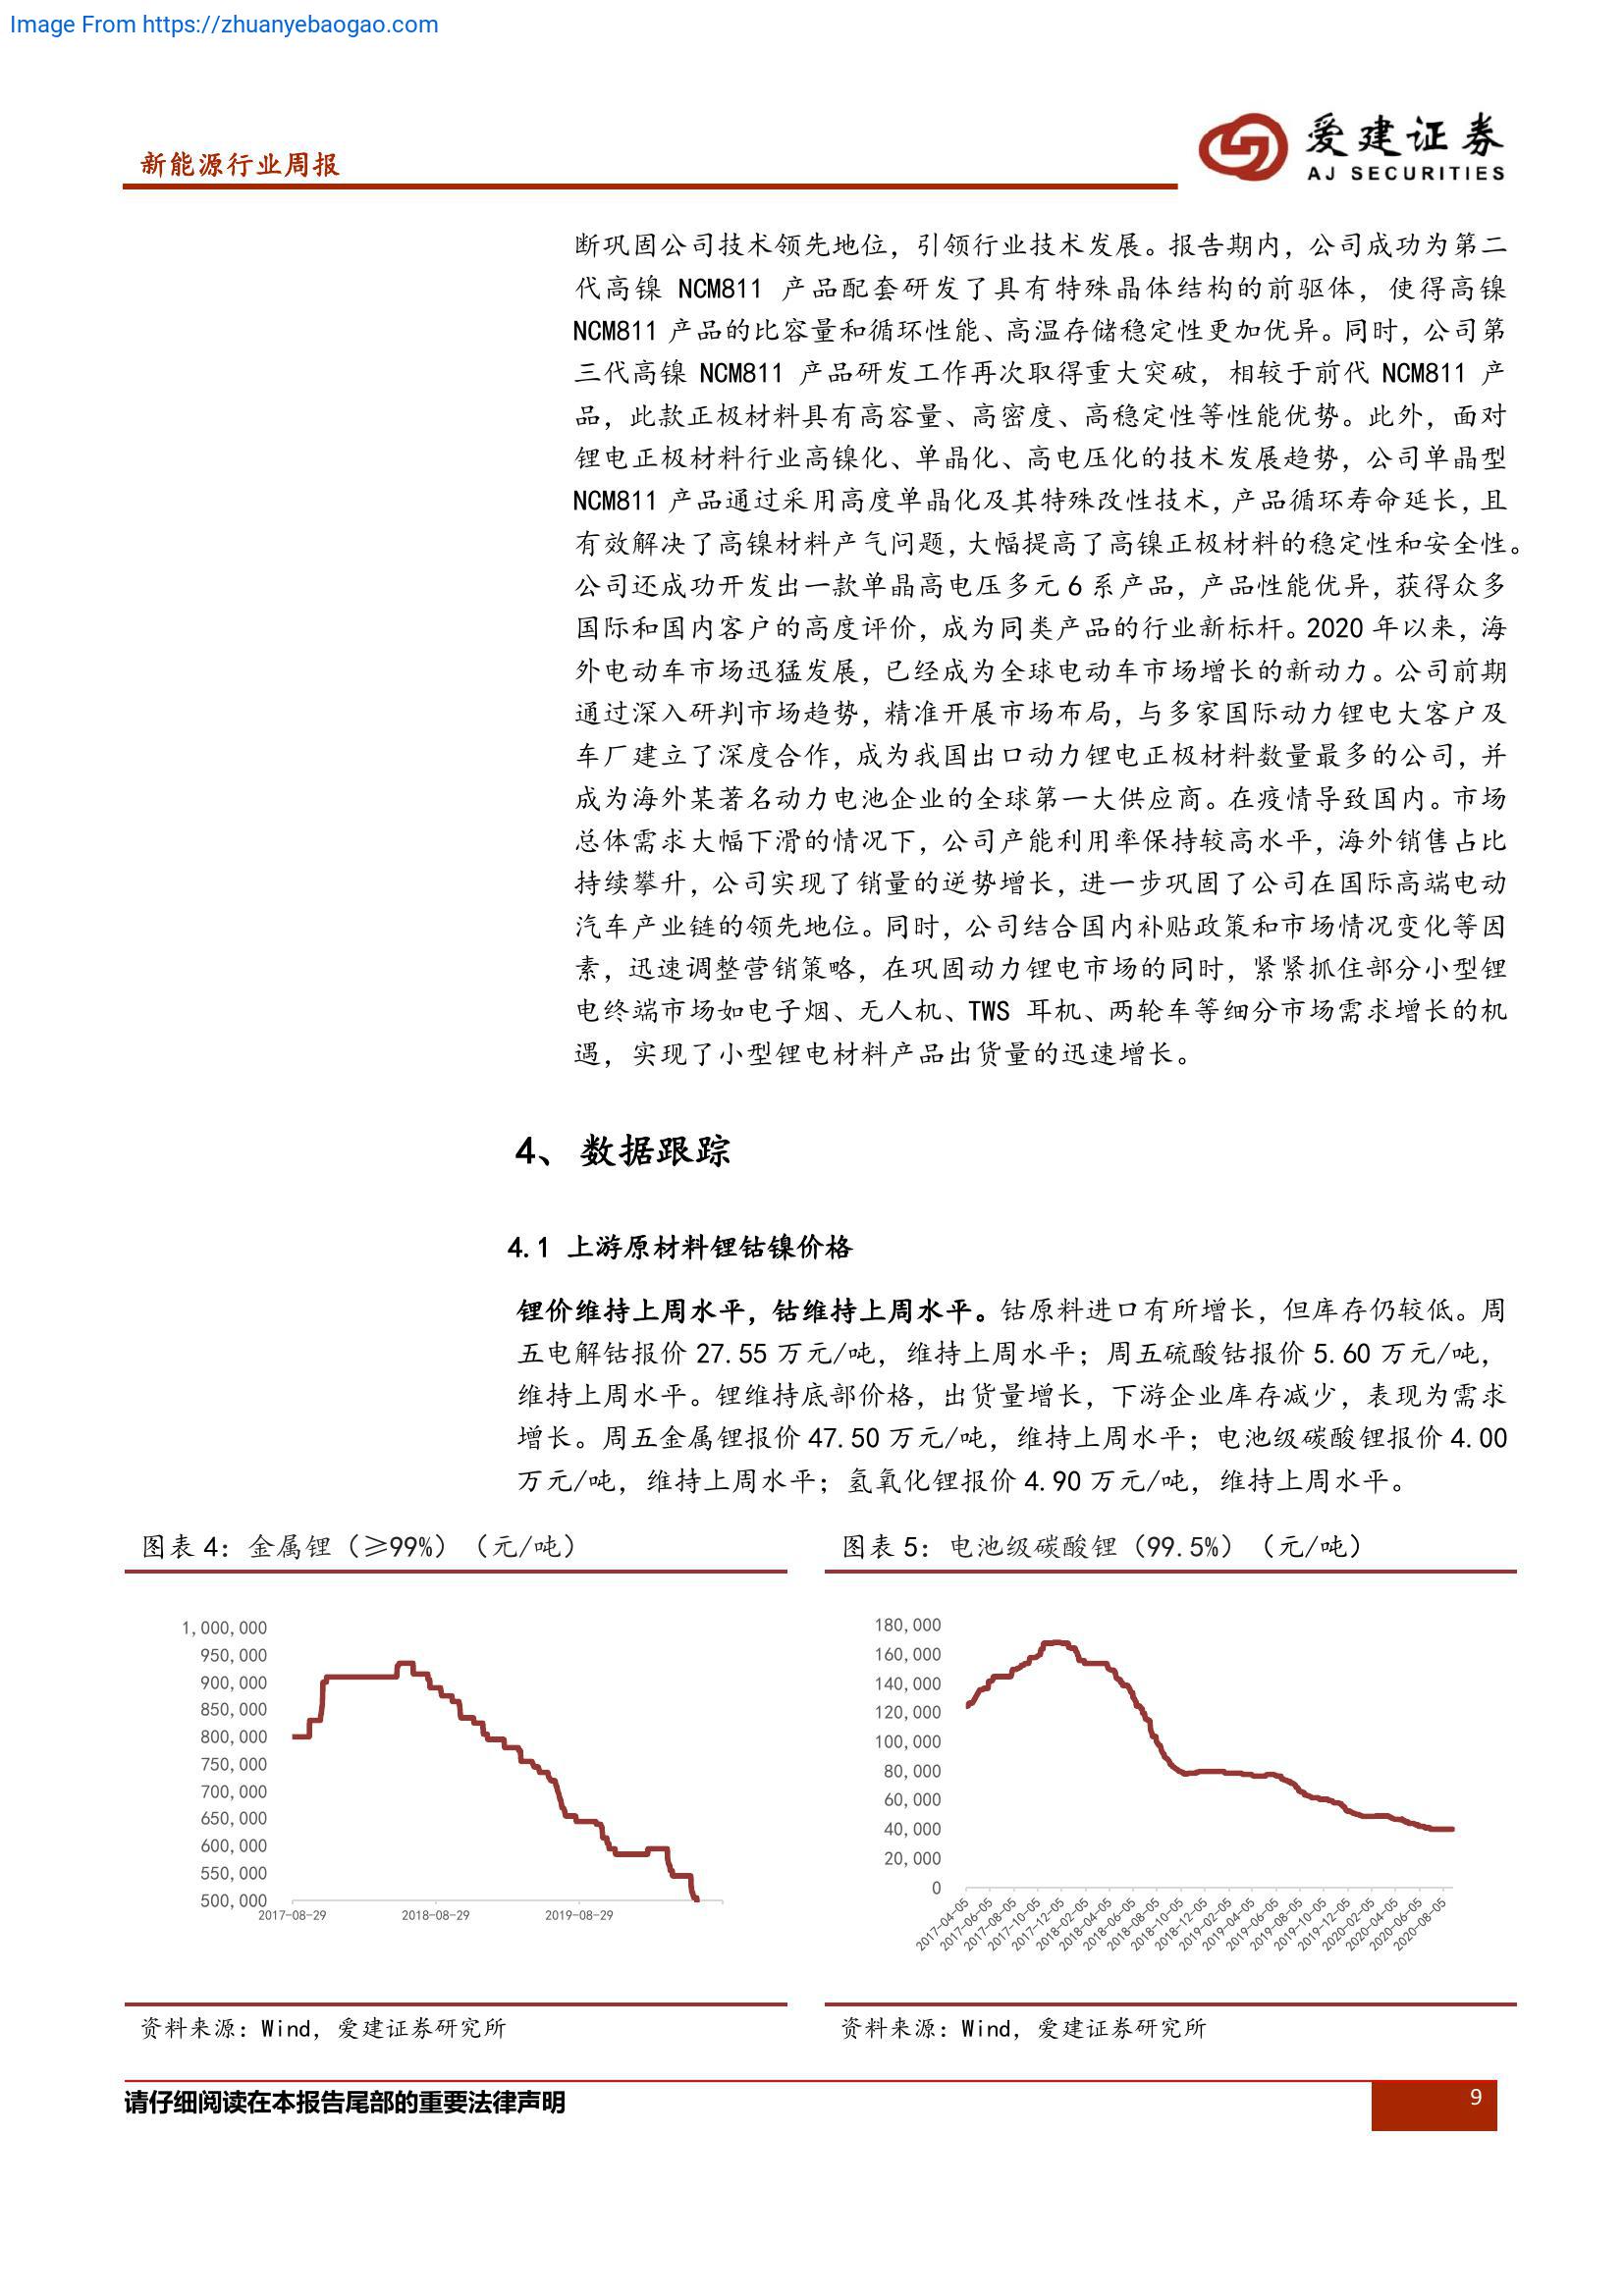 Image From https://zhuanyebaogao.com
新能源行业周报
爱建证券
AJ SECURITIES
断巩固公司技术领先地位，引领行业技术发展。报告期内，公司成功为第二
代高镍 NCM811 产品配套研发了具有特殊晶体结构的前驱体，使得高镍
NCM811 产品的比容量和循环性能、高温存储稳定性更加优异。同时，公司第
三代高镍 NCM811 产品研发工作再次取得重大突破，相较于前代 NCM811 产
品，此款正极材料具有高容量、高密度、高稳定性等性能优势。此外，面对
锂电正极材料行业高镍化、单晶化、高电压化的技术发展趋势，公司单晶型
NCM811 产品通过采用高度单晶化及其特殊改性技术，产品循环寿命延长，且
有效解决了高镍材料产气问题，大幅提高了高镍正极材料的稳定性和安全性。
公司还成功开发出一款单晶高电压多元 6 系产品，产品性能优异，获得众多
国际和国内客户的高度评价，成为同类产品的行业新标杆。2020 年以来，海
外电动车市场迅猛发展，已经成为全球电动车市场增长的新动力。公司前期
通过深入研判市场趋势，精准开展市场布局，与多家国际动力锂电大客户及
车厂建立了深度合作，成为我国出口动力锂电正极材料数量最多的公司，并
成为海外某著名动力电池企业的全球第一大供应商。在疫情导致国内。市场
总体需求大幅下滑的情况下，公司产能利用率保持较高水平，海外销售占比
持续攀升，公司实现了销量的逆势增长，进一步巩固了公司在国际高端电动
汽车产业链的领先地位。同时，公司结合国内补贴政策和市场情况变化等因
素，迅速调整营销策略，在巩固动力锂电市场的同时，紧紧抓住部分小型锂
电终端市场如电子烟、无人机、TWS 耳机、两轮车等细分市场需求增长的机
遇，实现了小型锂电材料产品出货量的迅速增长。
4、 数据跟踪
4.1 上游原材料锂钴镍价格
锂价维持上周水平，钴维持上周水平。钴原料进口有所增长，但库存仍较低。周
五电解钴报价 27.55 万元/吨，维持上周水平；周五硫酸钴报价 5.60 万元/吨，
维持上周水平。锂维持底部价格，出货量增长，下游企业库存减少，表现为需求
增长。周五金属锂报价 47.50 万元/吨，维持上周水平；电池级碳酸锂报价 4.00
万元/吨，维持上周水平；氢氧化锂报价 4.90 万元/吨，维持上周水平。
图表 4：金属锂（≥99%）（元/吨）
1,000,000
950,000
900,000
850,000
800,000
750,000
700,000
650,000
600,000
550,000
500,000
2017-08-29 2018-08-29 2019-08-29
资料来源：Wind，爱建证券研究所
图表 5：电池级碳酸锂（99.5%）（元/吨）
180,000
160,000
140,000
120,000
100,000
80,000
60,000
40,000
20,000
0
2017-04-05 2017-06-05 2017-08-05 2017-10-05 2017-12-05 2018-02-05 2018-04-05 2018-06-05 2018-08-05 2018-10-05 2018-12-05 2019-02-05 2019-04-05 2019-06-05 2019-08-05 2019-10-05 2019-12-05 2020-02-05 2020-04-05 2020-06-05 2020-08-05
资料来源：Wind，爱建证券研究所
请仔细阅读在本报告尾部的重要法律声明
9